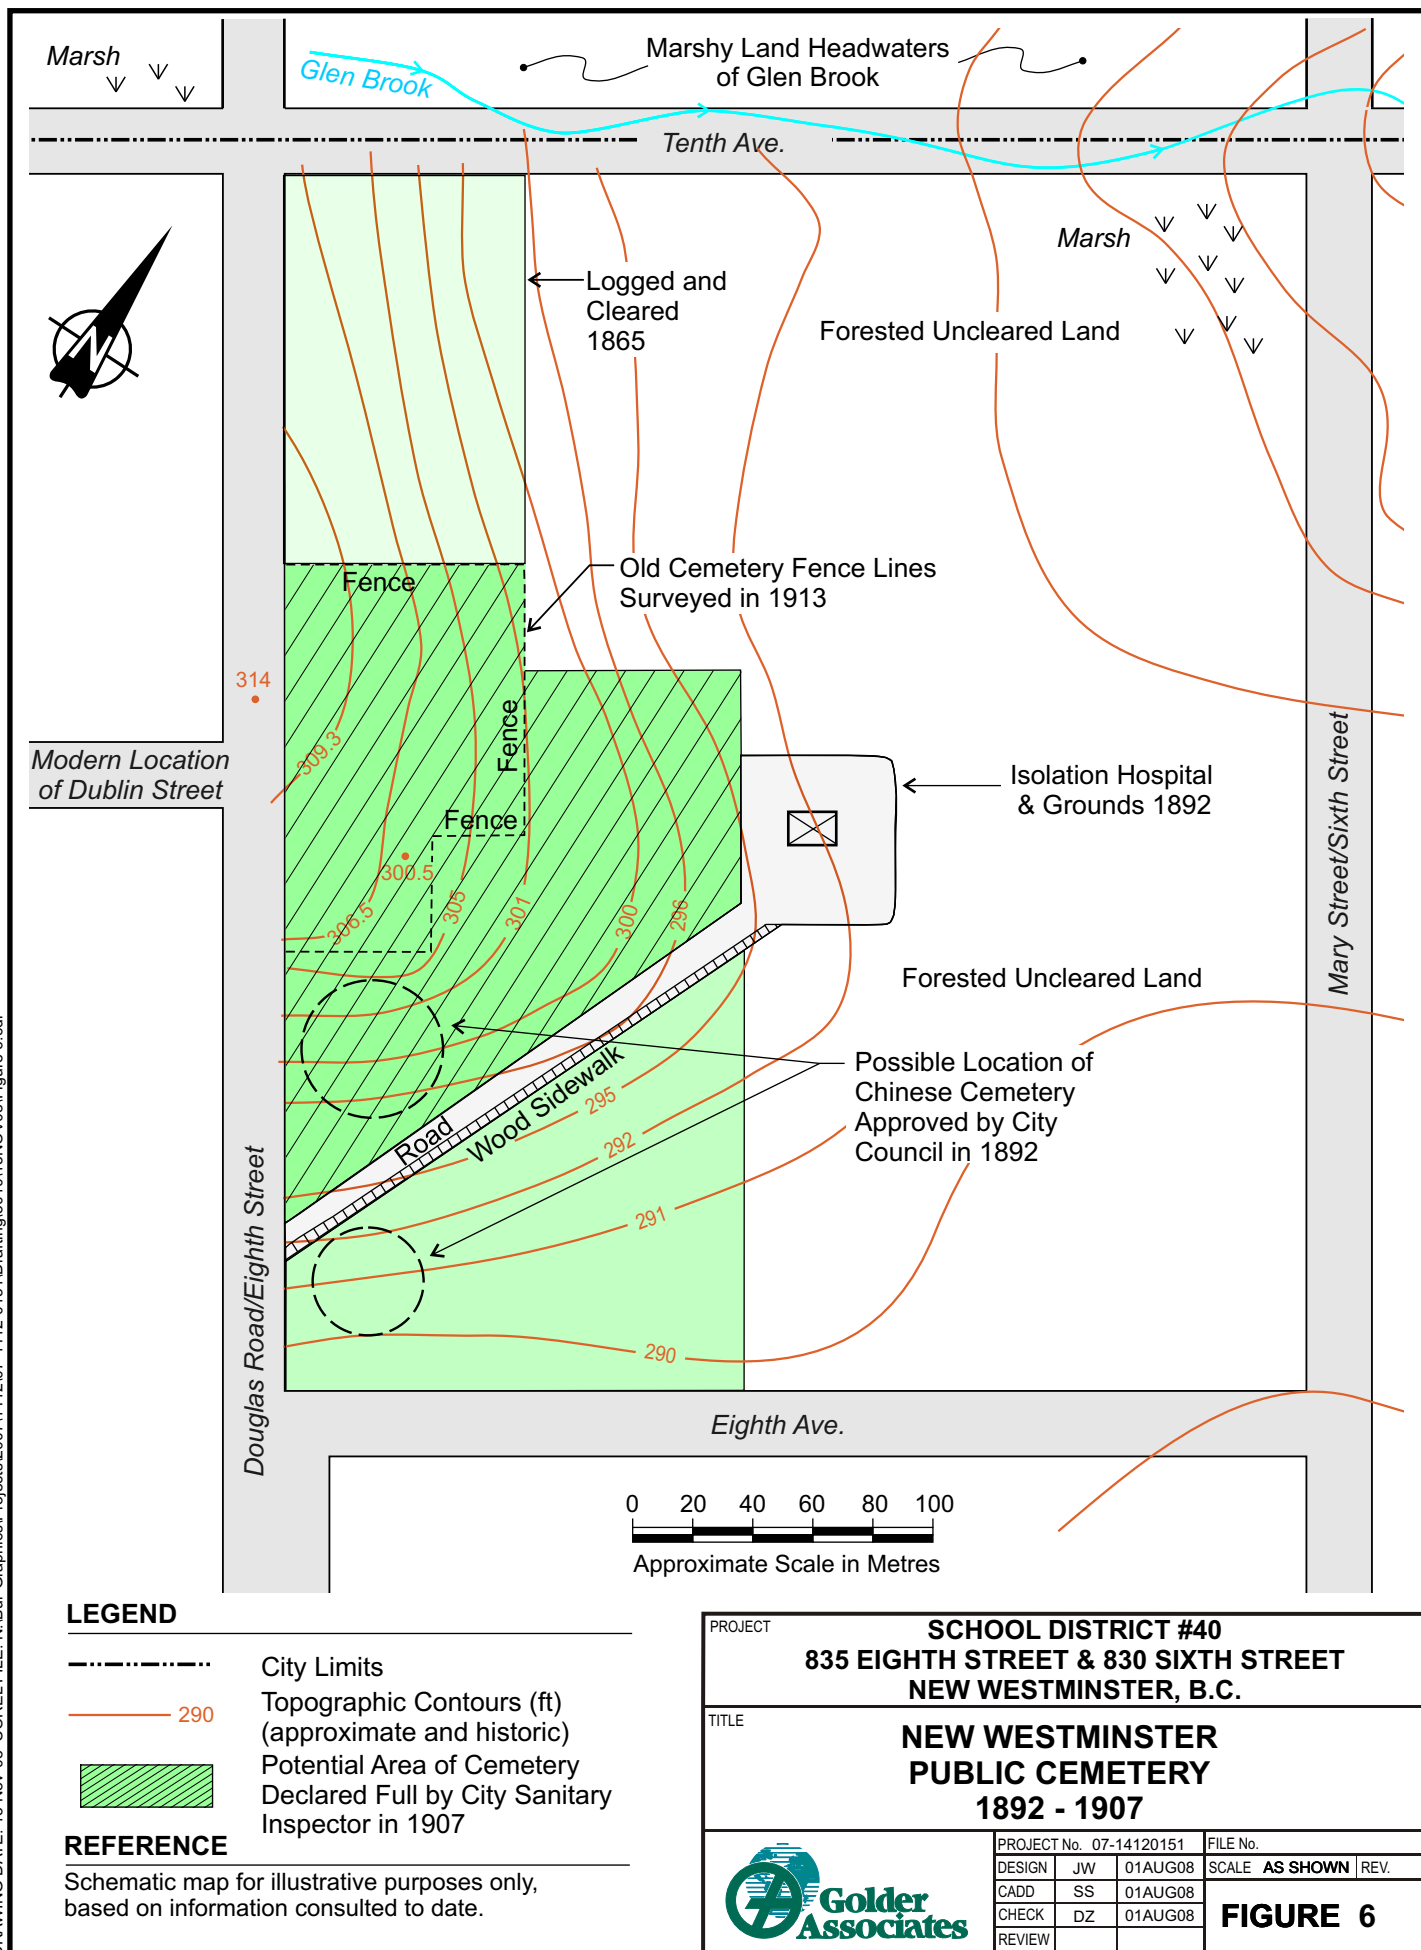 Marsh
Glen Brook
Marshy Land Headwaters
of Glen Brook
Tenth Ave.
Marsh
Logged and
Cleared
1865
Forested Uncleared Land
N
Fence
Old Cemetery Fence Lines
Surveyed in 1913
314
Fence
309.3
Modern Location
of Dublin Street
Isolation Hospital
& Grounds 1892
Mary Street/Sixth Street
Fence
300.5
306.5
305
301
300
296
Forested Uncleared Land
Possible Location of
Chinese Cemetery
Approved by City
Council in 1892
Road
Wood Sidewalk
295
292
291
290
Douglas Road/Eighth Street
Eighth Ave.
0 20 40 60 80 100
Approximate Scale in Metres
LEGEND
City Limits
290
Topographic Contours (ft)
(approximate and historic)
Potential Area of Cemetery
Declared Full by City Sanitary
Inspector in 1907
REFERENCE
Schematic map for illustrative purposes only,
based on information consulted to date.
PROJECT
SCHOOL DISTRICT #40
835 EIGHTH STREET & 830 SIXTH STREET
NEW WESTMINSTER, B.C.
TITLE
NEW WESTMINSTER
PUBLIC CEMETERY
1892 - 1907
Golder
Associates
PROJECT No. 07-14120151 FILE No.
DESIGN JW 01AUG08 SCALE AS SHOWN REV.
CADD SS 01AUG08
CHECK DZ 01AUG08
REVIEW
FIGURE 6